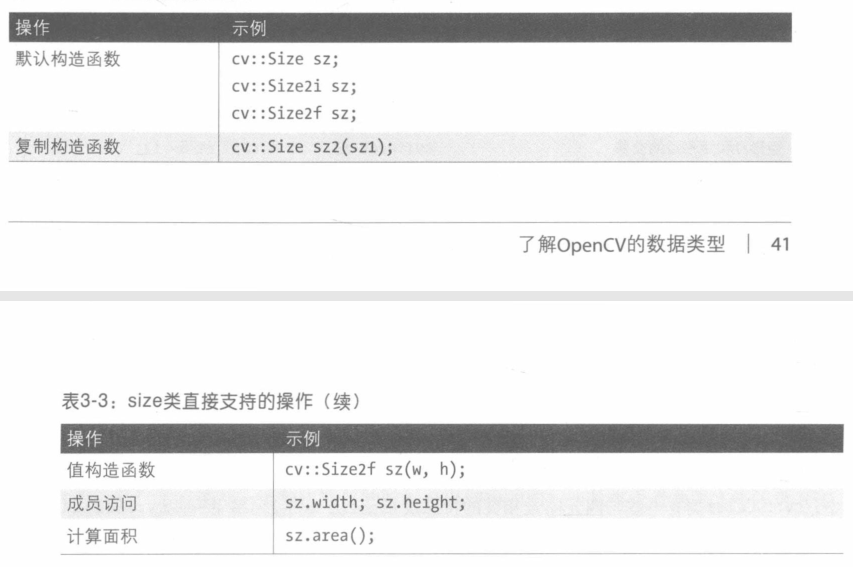 操作 示例
默认构造函数 cv::Size sz;
cv::Size2i sz;
cv::Size2f sz;
复制构造函数 cv::Size sz2(sz1);
了解OpenCV的数据类型 | 41
表3-3：size类直接支持的操作（续）
操作 示例
值构造函数 cv::Size2f sz(w, h);
成员访问 sz.width; sz.height;
计算面积 sz.area();